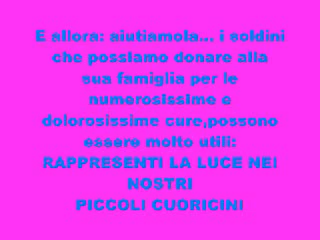 E allora: aiutiamola... i soldini
che possiamo donare alla
sua famiglia per le
numerosissime e
dolorosissime cure,possono
essere molto utili:
RAPPRESENTI LA LUCE NEI
NOSTRI
PICCOLI CUORICINI